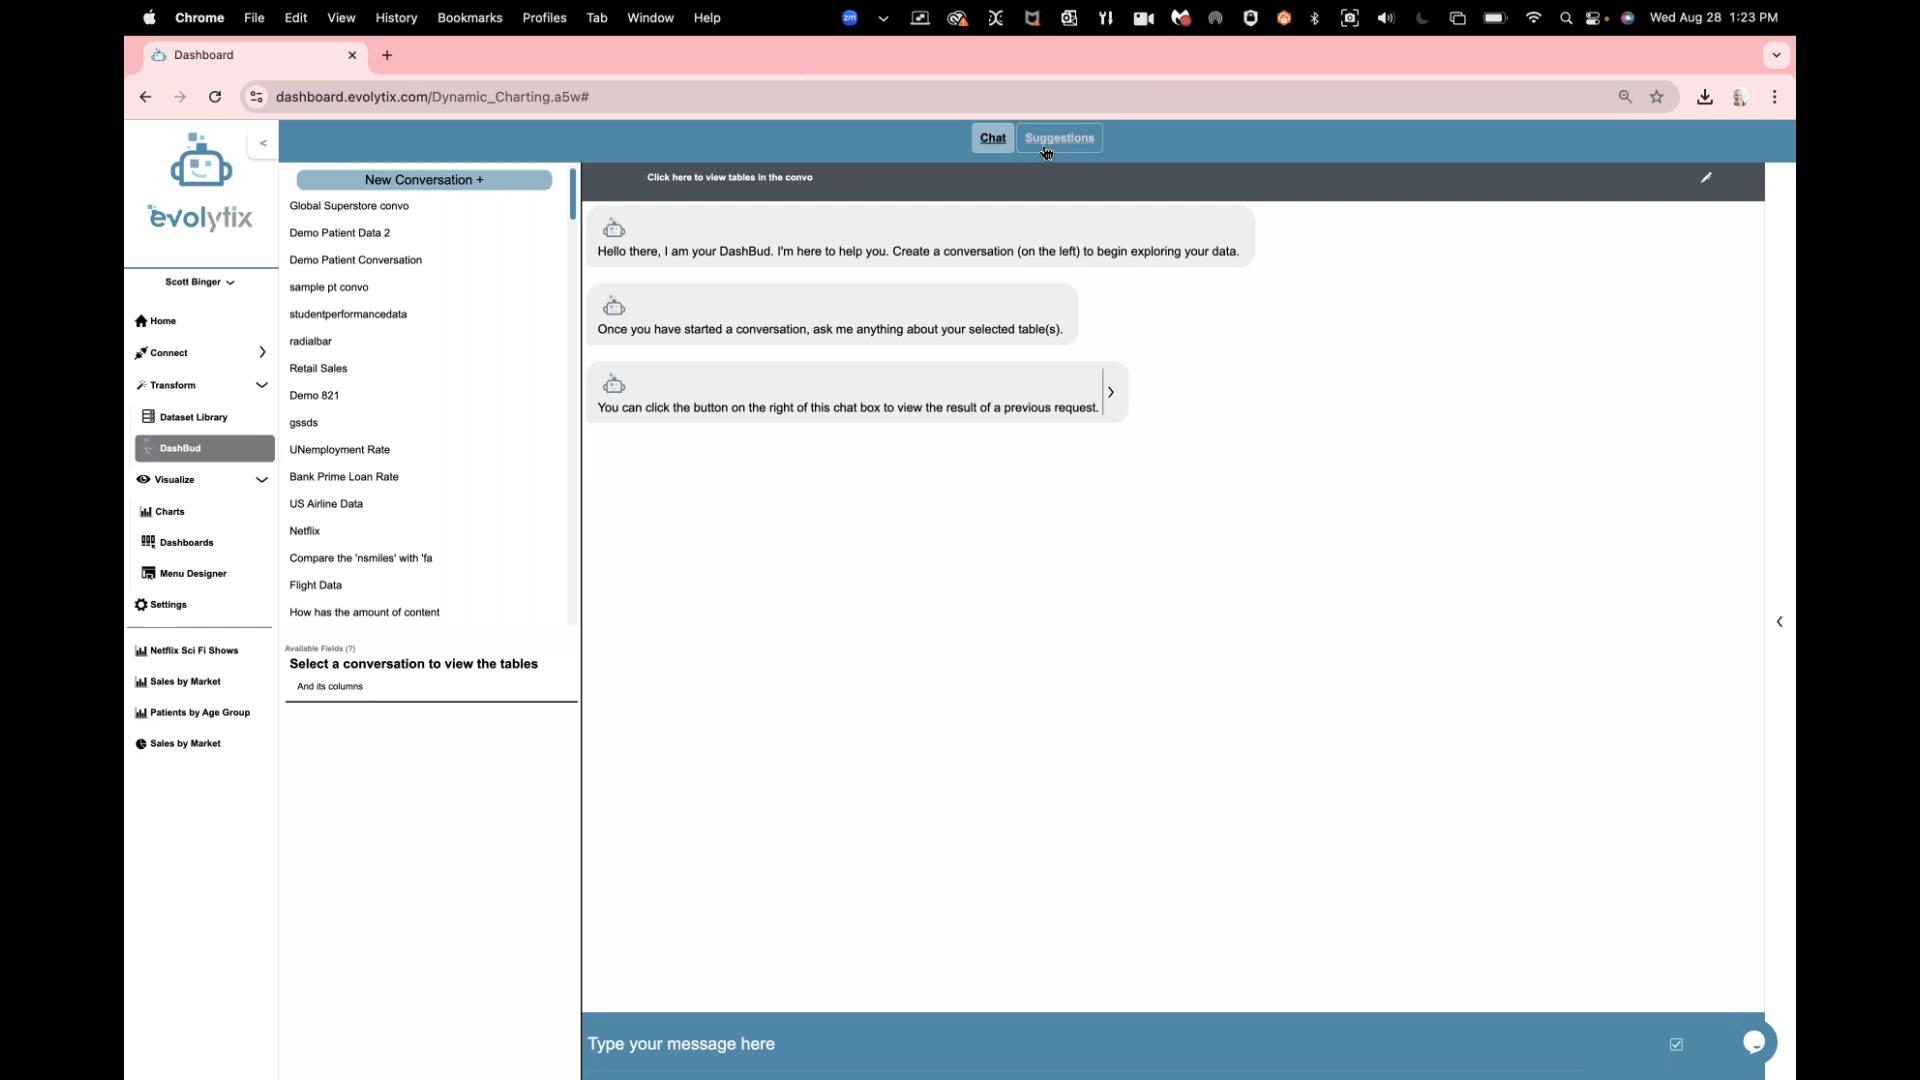 Chrome File Edit View History Bookmarks Profiles Tab Window Help zm Wed Aug 28 1:23 PM
Dashboard
dashboard.evolytix.com/Dynamic_Charting.a5w#
evolytix
<
Chat Suggestions
Scott Binger
Home
Connect
Transform
Dataset Library
DashBud
Visualize
Charts
Dashboards
Menu Designer
Settings
Netflix Sci Fi Shows
Sales by Market
Patients by Age Group
Sales by Market
New Conversation +
Global Superstore convo
Demo Patient Data 2
Demo Patient Conversation
sample pt convo
studentperformancedata
radialbar
Retail Sales
Demo 821
gssds
UNemployment Rate
Bank Prime Loan Rate
US Airline Data
Netflix
Compare the 'nsmiles' with 'fa
Flight Data
How has the amount of content
Available Fields (?)
Select a conversation to view the tables
And its columns
Click here to view tables in the convo
Hello there, I am your DashBud. I'm here to help you. Create a conversation (on the left) to begin exploring your data.
Once you have started a conversation, ask me anything about your selected table(s).
You can click the button on the right of this chat box to view the result of a previous request.
Type your message here